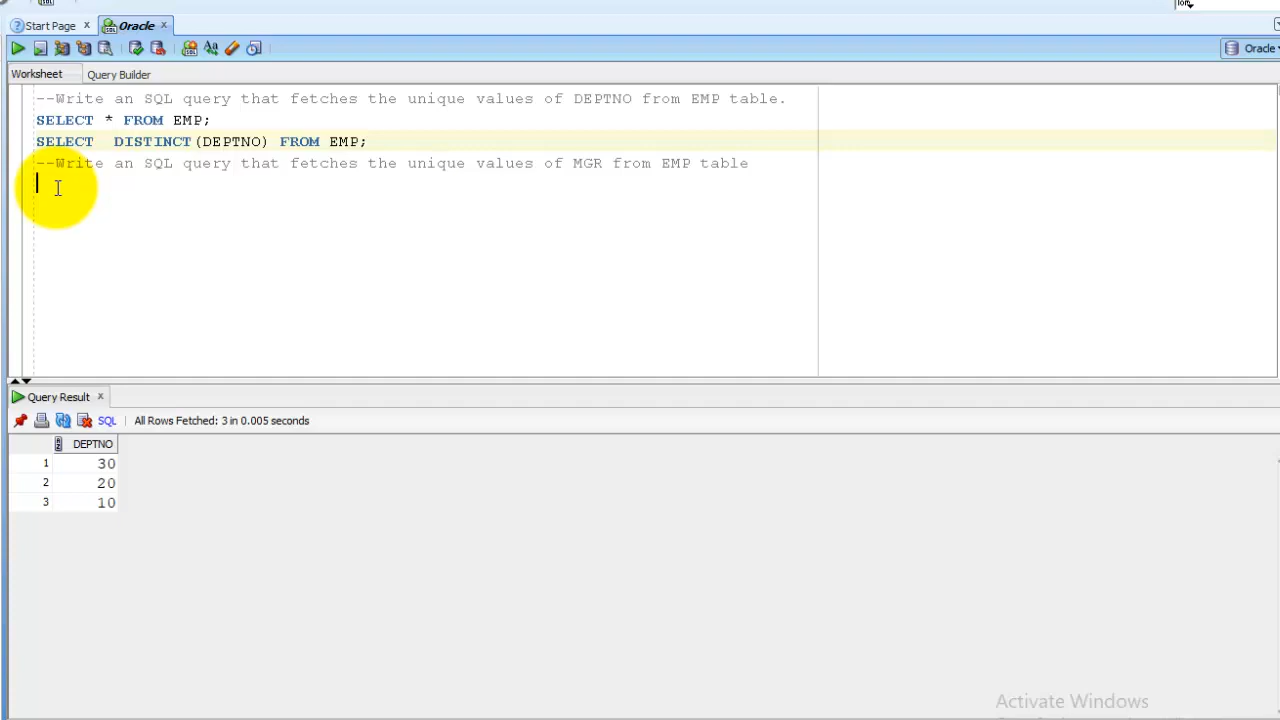 Start Page
Oracle
Oracle
Worksheet
Query Builder
--Write an SQL query that fetches the unique values of DEPTNO from EMP table.
SELECT * FROM EMP;
SELECT DISTINCT(DEPTNO) FROM EMP;
--Write an SQL query that fetches the unique values of MGR from EMP table
Query Result
SQL
All Rows Fetched: 3 in 0.005 seconds
DEPTNO
1 30
2 20
3 10
Activate Windows